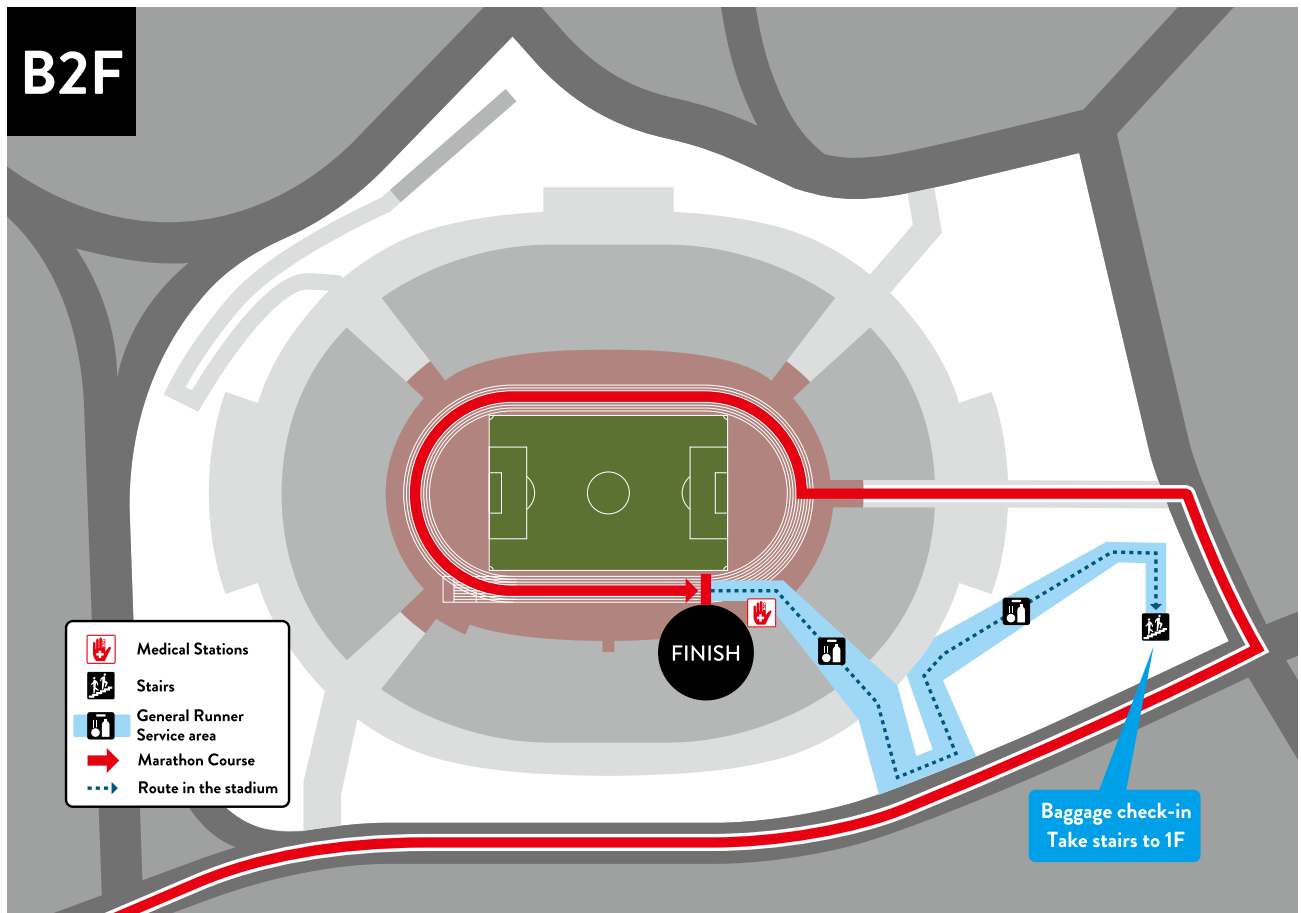 B2F
FINISH
Medical Stations
Stairs
General Runner
Service area
Marathon Course
Route in the stadium
Baggage check-in
Take stairs to 1F